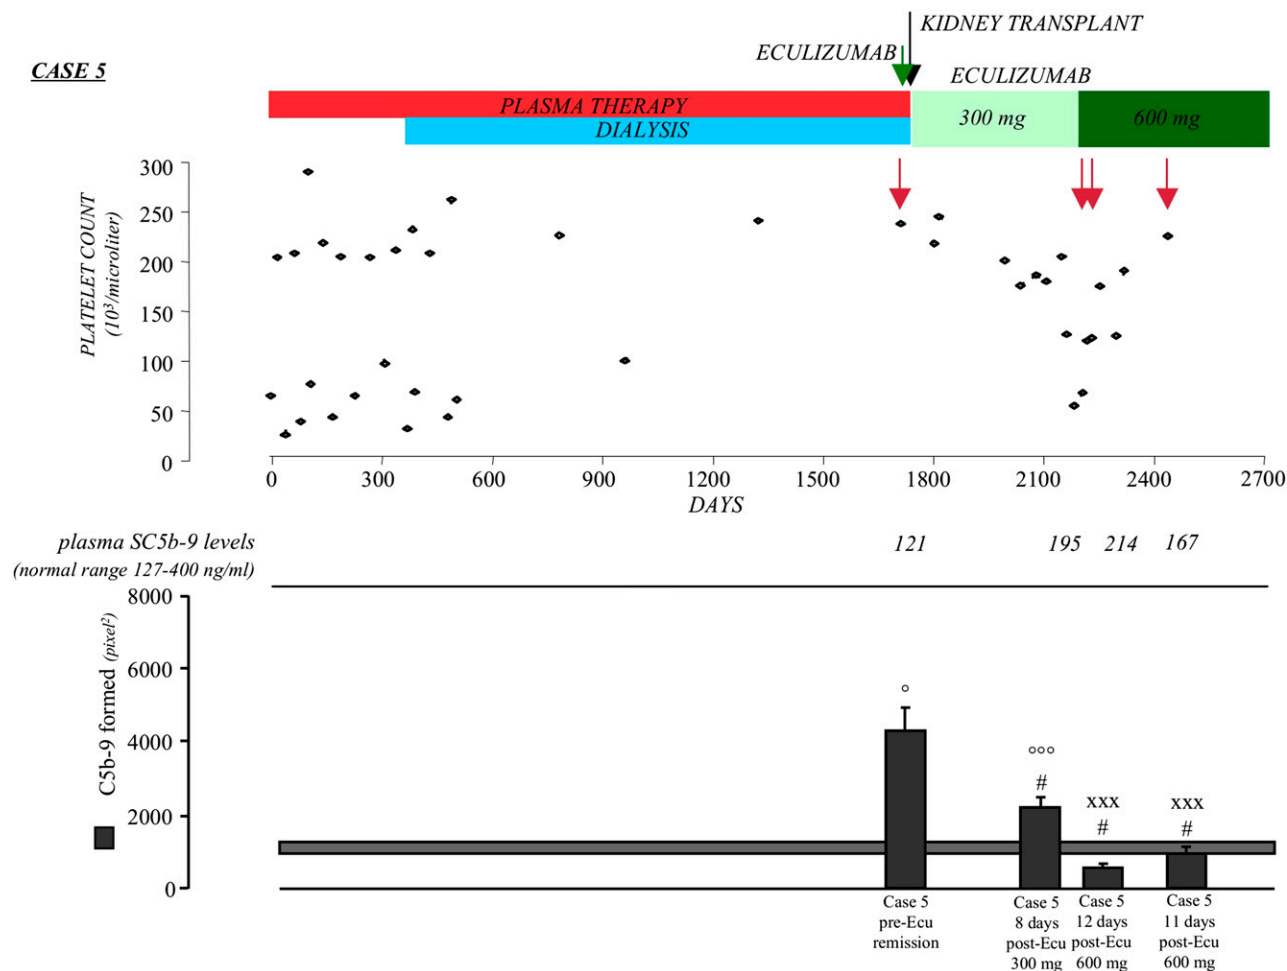 KIDNEY TRANSPLANT
ECULIZUMAB
CASE 5
ECULIZUMAB
PLASMA THERAPY
300 mg
600 mg
DIALYSIS
PLATELET COUNT
(10³/microliter)
300
250
200
150
100
50
0
0 300 600 900 1200 1500 1800 2100 2400 2700
DAYS
plasma SC5b-9 levels
(normal range 127-400 ng/ml)
121 195 214 167
C5b-9 formed (pixel²)
8000
6000
4000
2000
0
°
°°°
#
xxx
#
xxx
#
Case 5
pre-Ecu
remission
Case 5
8 days
post-Ecu
300 mg
Case 5
12 days
post-Ecu
600 mg
Case 5
11 days
post-Ecu
600 mg